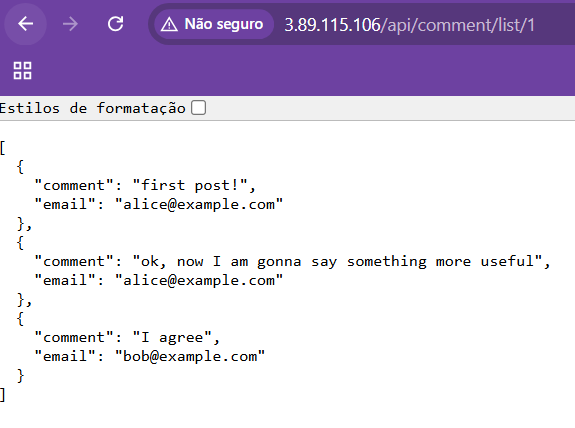 Não seguro 3.89.115.106/api/comment/list/1
Estilos de formatação
[
  {
    "comment": "first post!",
    "email": "alice@example.com"
  },
  {
    "comment": "ok, now I am gonna say something more useful",
    "email": "alice@example.com"
  },
  {
    "comment": "I agree",
    "email": "bob@example.com"
  }
]